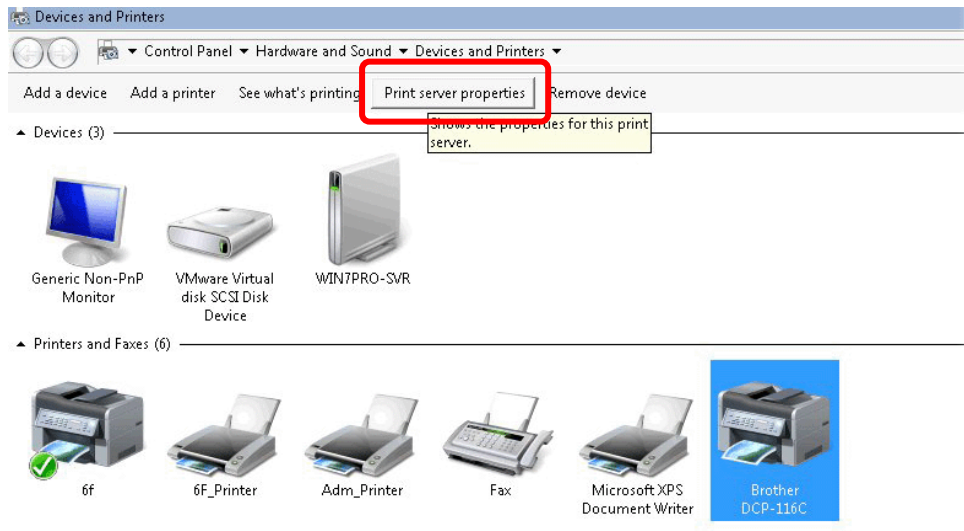 Devices and Printers
Control Panel Hardware and Sound Devices and Printers
Add a device Add a printer See what's printing Print server properties Remove device
Shows the properties for this print
server.
Devices (3)
Generic Non-PnP
Monitor
VMware Virtual
disk SCSI Disk
Device
WIN7PRO-SVR
Printers and Faxes (6)
6f
6F_Printer
Adm_Printer
Fax
Microsoft XPS
Document Writer
Brother
DCP-116C